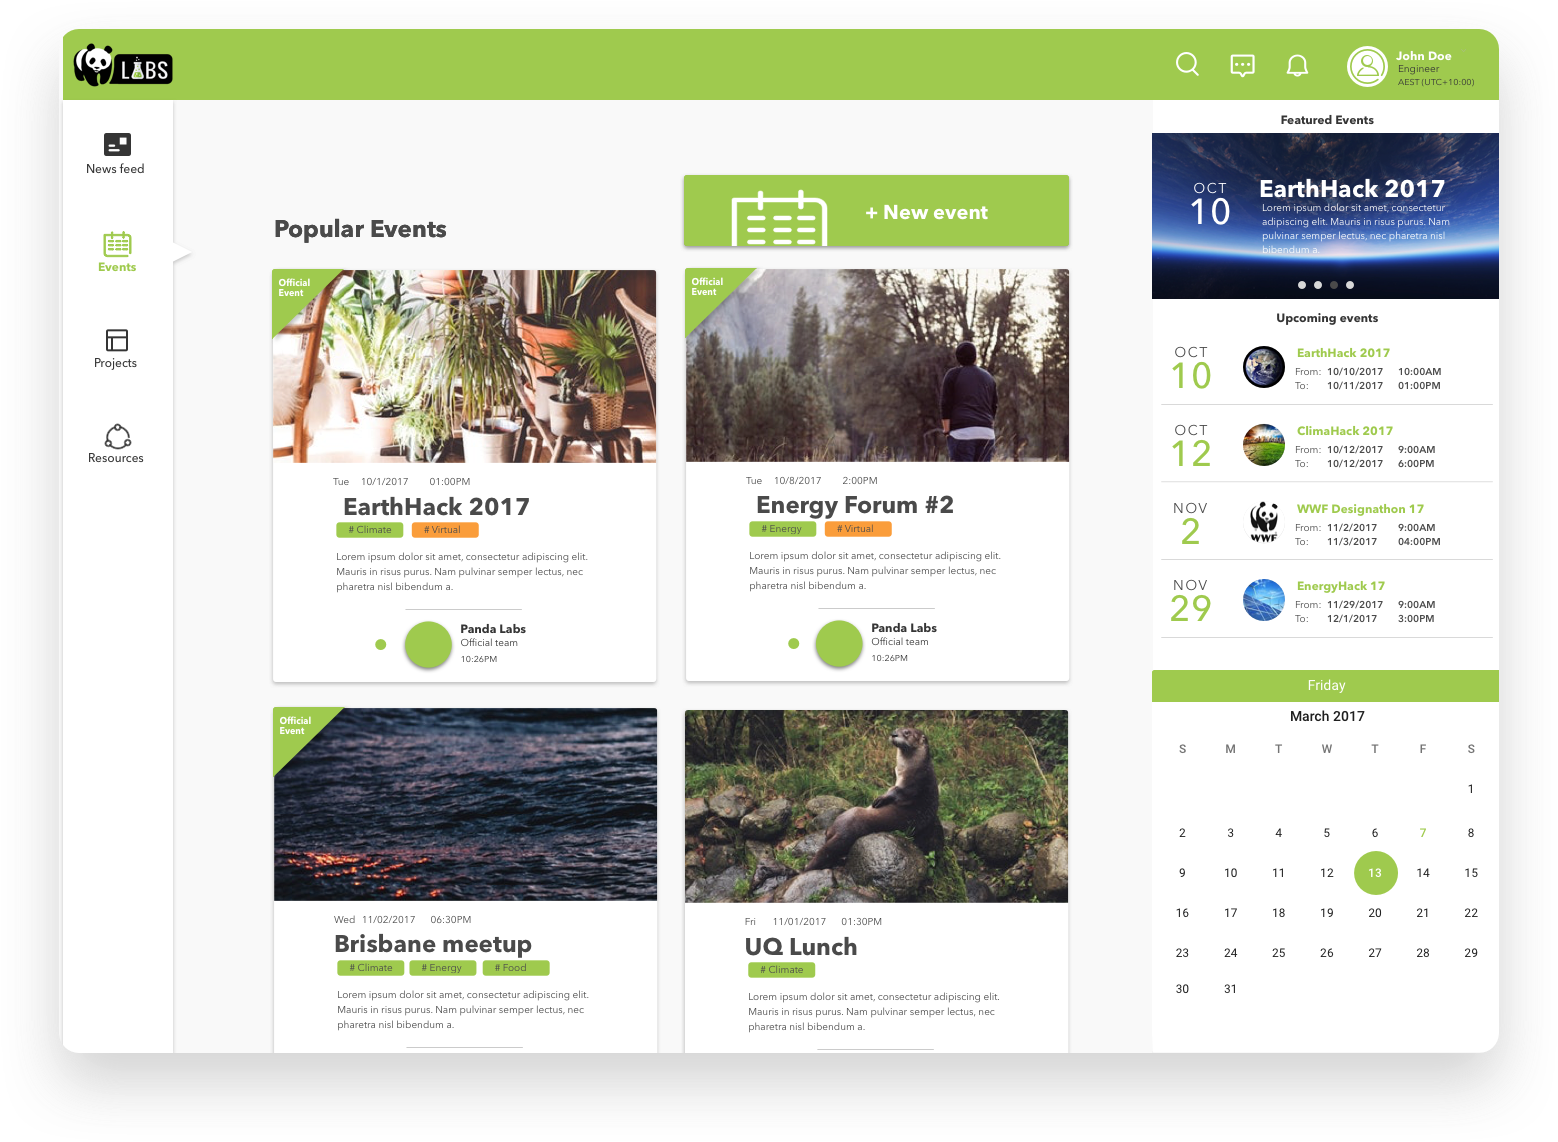 LABS
John Doe
Engineer
AEST (UTC+10:00)
News feed
Events
Projects
Resources
Popular Events
+ New event
Official
Event
Tue 10/1/2017 01:00PM
EarthHack 2017
# Climate # Virtual
Lorem ipsum dolor sit amet, consectetur adipiscing elit.
Mauris in risus purus. Nam pulvinar semper lectus, nec
pharetra nisl bibendum a.
Panda Labs
Official team
10:26PM
Official
Event
Tue 10/8/2017 2:00PM
Energy Forum #2
# Energy # Virtual
Lorem ipsum dolor sit amet, consectetur adipiscing elit.
Mauris in risus purus. Nam pulvinar semper lectus, nec
pharetra nisl bibendum a.
Panda Labs
Official team
10:26PM
Official
Event
Wed 11/02/2017 06:30PM
Brisbane meetup
# Climate # Energy # Food
Lorem ipsum dolor sit amet, consectetur adipiscing elit.
Mauris in risus purus. Nam pulvinar semper lectus, nec
pharetra nisl bibendum a.
Fri 11/01/2017 01:30PM
UQ Lunch
# Climate
Lorem ipsum dolor sit amet, consectetur adipiscing elit.
Mauris in risus purus. Nam pulvinar semper lectus, nec
pharetra nisl bibendum a.
Featured Events
OCT
10
EarthHack 2017
Lorem ipsum dolor sit amet, consectetur
adipiscing elit. Mauris in risus purus. Nam
pulvinar semper lectus, nec pharetra nisl
bibendum a.
Upcoming events
OCT
10
EarthHack 2017
From: 10/10/2017 10:00AM
To: 10/11/2017 01:00PM
OCT
12
ClimaHack 2017
From: 10/12/2017 9:00AM
To: 10/12/2017 6:00PM
NOV
2
WWF
WWF Designathon 17
From: 11/2/2017 9:00AM
To: 11/3/2017 04:00PM
NOV
29
EnergyHack 17
From: 11/29/2017 9:00AM
To: 12/1/2017 3:00PM
Friday
March 2017
S M T W T F S
1
2 3 4 5 6 7 8
9 10 11 12 13 14 15
16 17 18 19 20 21 22
23 24 25 26 27 28 29
30 31